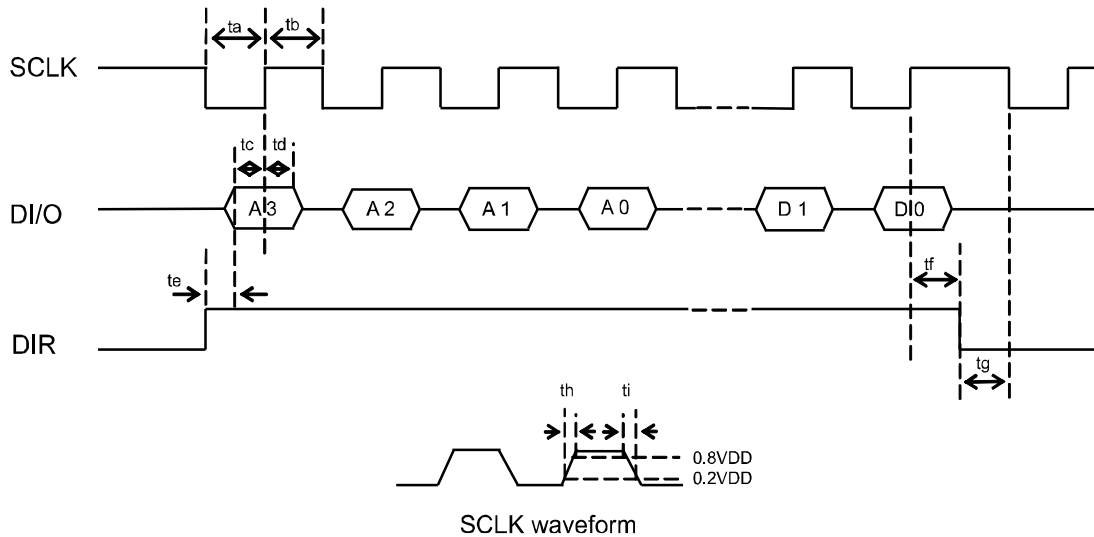 ta tb
SCLK
tc td
DI/O A 3 A 2 A 1 A 0 D 1 D 0
te tf
DIR
tg
th ti
0.8VDD
0.2VDD
SCLK waveform